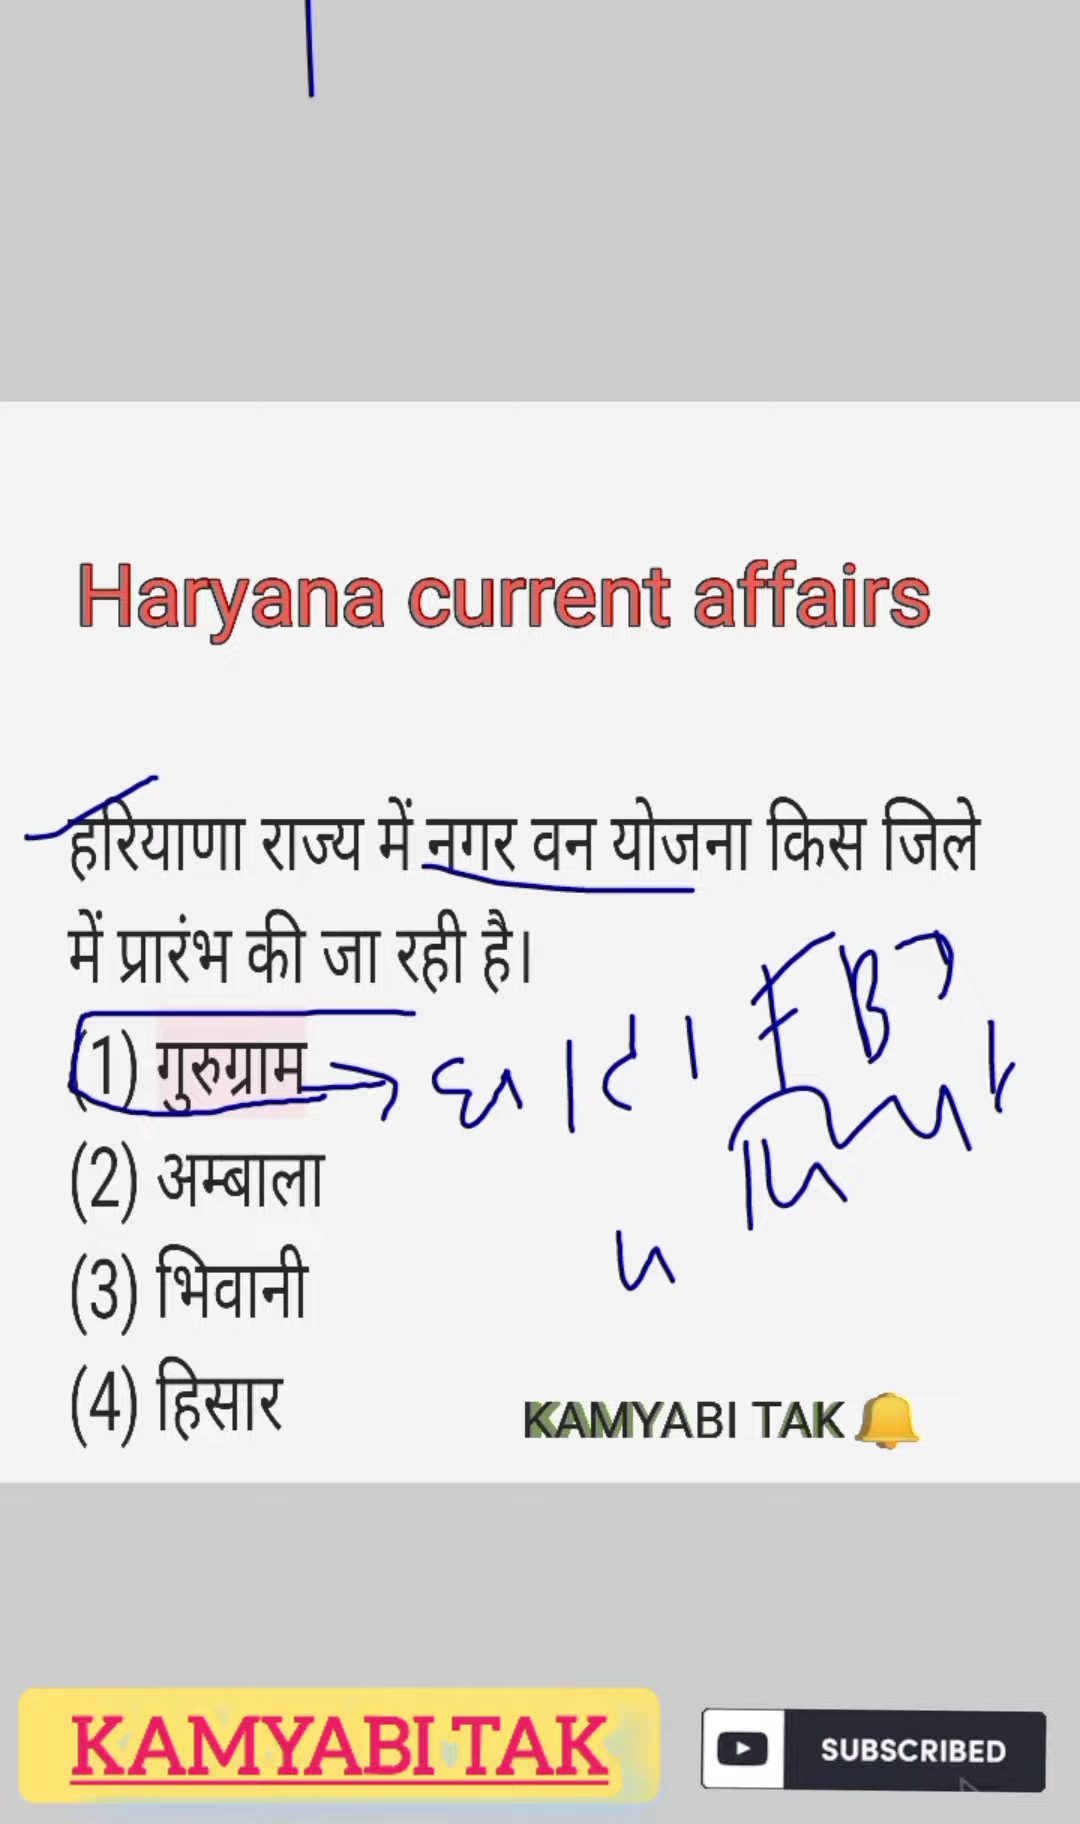 Haryana current affairs
हरियाणा राज्य में नगर वन योजना किस जिले
में प्रारंभ की जा रही है।
(1) गुरुग्राम
(2) अम्बाला
(3) भिवानी
(4) हिसार
KAMYABI TAK
KAMYABI TAK
SUBSCRIBED